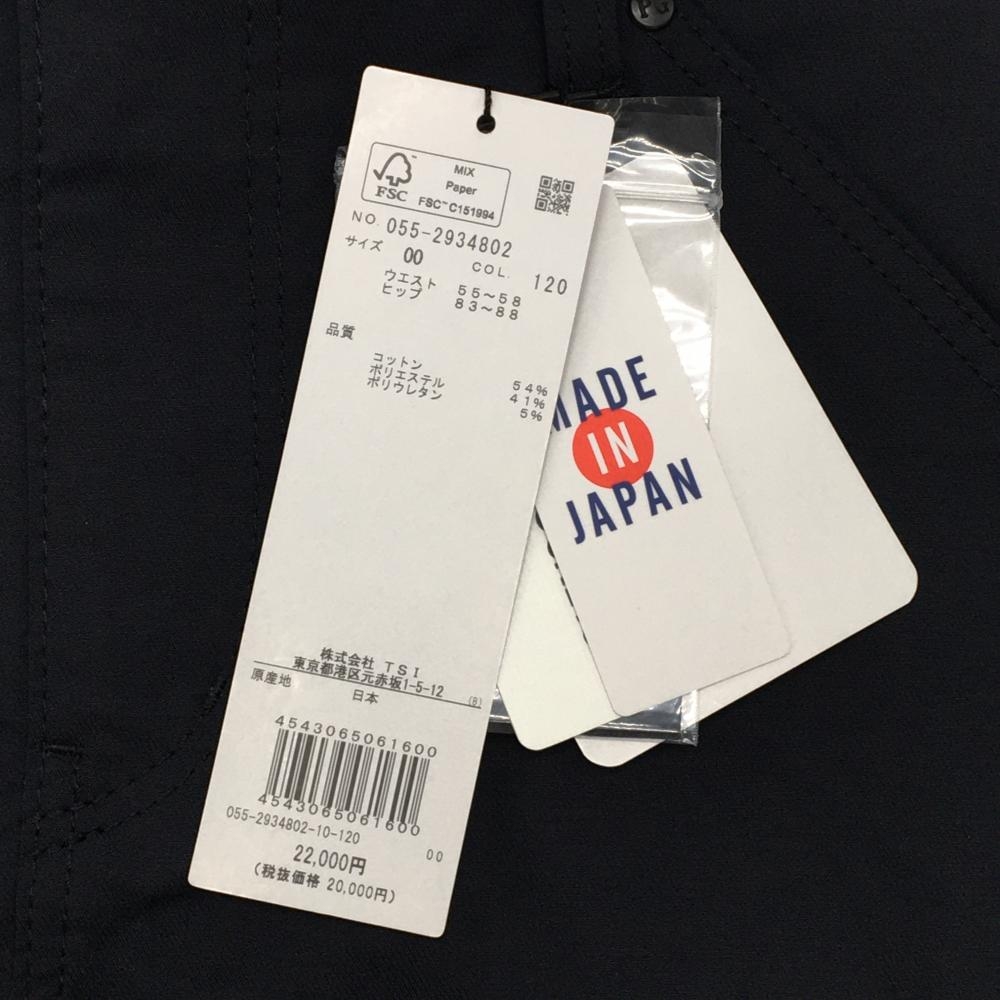 PG
FSC™
MIX
Paper
FSC™C151994
NO. 055-2934802
サイズ 00 COL. 120
ウエスト 55〜58
ヒップ 83〜88
品質
コットン 54%
ポリエステル 41%
ポリウレタン 5%
株式会社 TSI
東京都港区元赤坂1-5-12 (8)
原産地 日本
4543065061600
4543065061600
055-2934802-10-120 00
22,000円
(税抜価格 20,000円)
MADE
IN
JAPAN